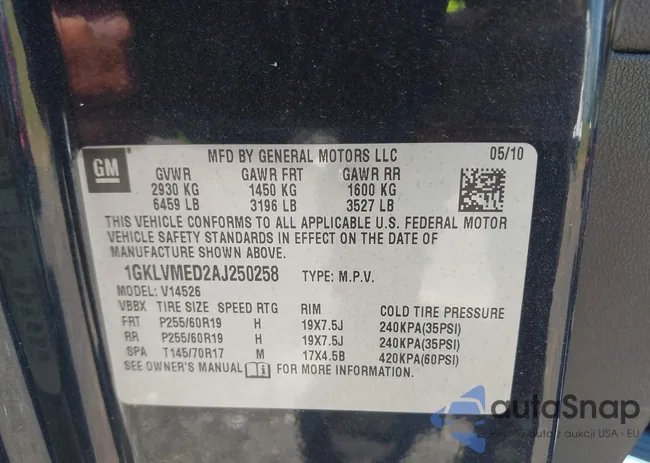 GM
MFD BY GENERAL MOTORS LLC 05/10
GVWR GAWR FRT GAWR RR
2930 KG 1450 KG 1600 KG
6459 LB 3196 LB 3527 LB
THIS VEHICLE CONFORMS TO ALL APPLICABLE U.S. FEDERAL MOTOR
VEHICLE SAFETY STANDARDS IN EFFECT ON THE DATE OF
MANUFACTURE SHOWN ABOVE.
1GKLVMED2AJ250258 TYPE: M.P.V.
MODEL: V14526
VBBX TIRE SIZE SPEED RTG RIM COLD TIRE PRESSURE
FRT P255/60R19 H 19X7.5J 240KPA(35PSI)
RR P255/60R19 H 19X7.5J 240KPA(35PSI)
SPA T145/70R17 M 17X4.5B 420KPA(60PSI)
SEE OWNER'S MANUAL FOR MORE INFORMATION.
autoSnap
z aukcji USA · EU